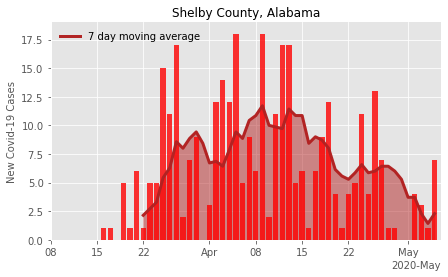 Shelby County, Alabama
7 day moving average
New Covid-19 Cases
17.5
15.0
12.5
10.0
7.5
5.0
2.5
0.0
08 15 22 Apr 08 15 22 May
2020-May